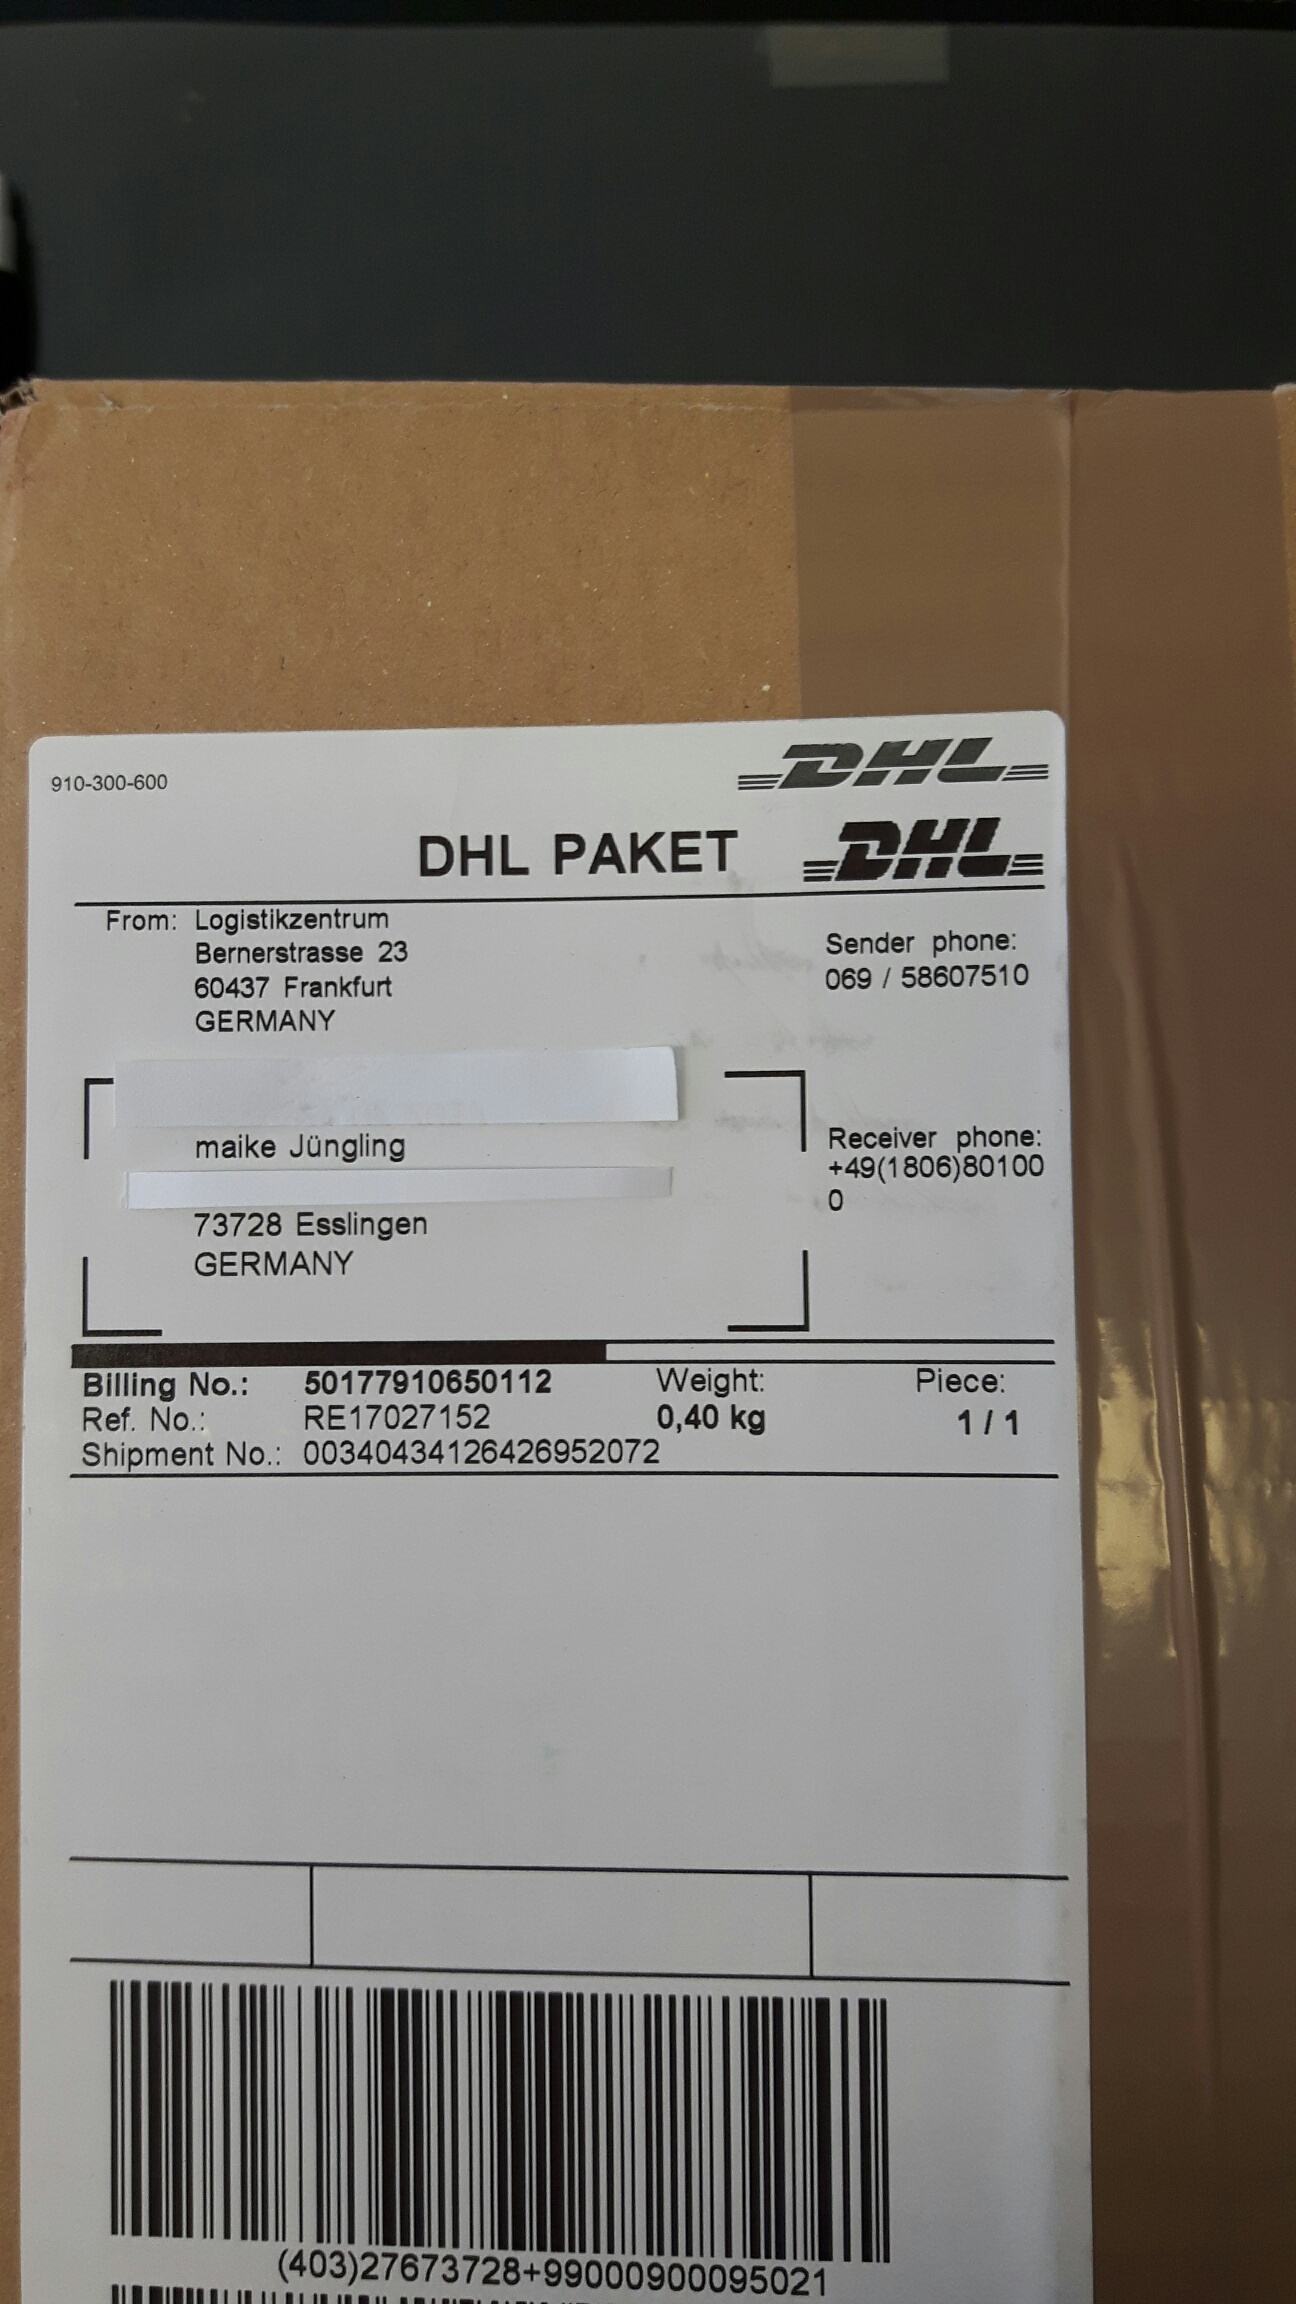 910-300-600
DHL
DHL PAKET DHL
From: Logistikzentrum
Bernerstrasse 23
60437 Frankfurt
GERMANY
Sender phone:
069 / 58607510
maike Jüngling
73728 Esslingen
GERMANY
Receiver phone:
+49(1806)80100
0
Billing No.: 50177910650112 Weight: Piece:
Ref. No.: RE17027152 0,40 kg 1 / 1
Shipment No.: 00340434126426952072
(403)27673728+99000900095021